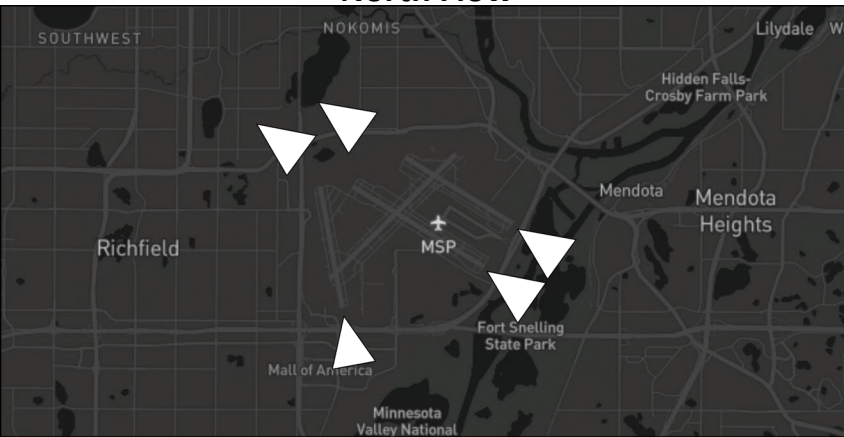 SOUTHWEST
NOKOMIS
Lilydale
Hidden Falls-
Crosby Farm Park
Mendota
Mendota
Heights
Richfield
MSP
Fort Snelling
State Park
Mall of America
Minnesota
Valley National